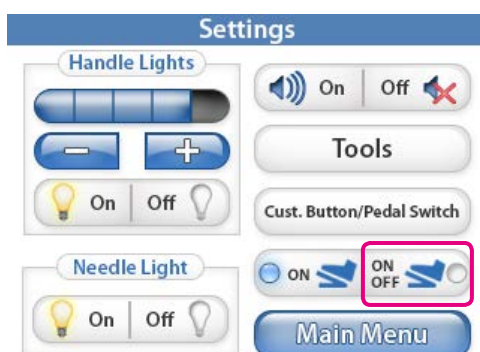 Settings
Handle Lights
On Off
On Off
Tools
Cust. Button/Pedal Switch
Needle Light
On Off
ON
ON
OFF
Main Menu